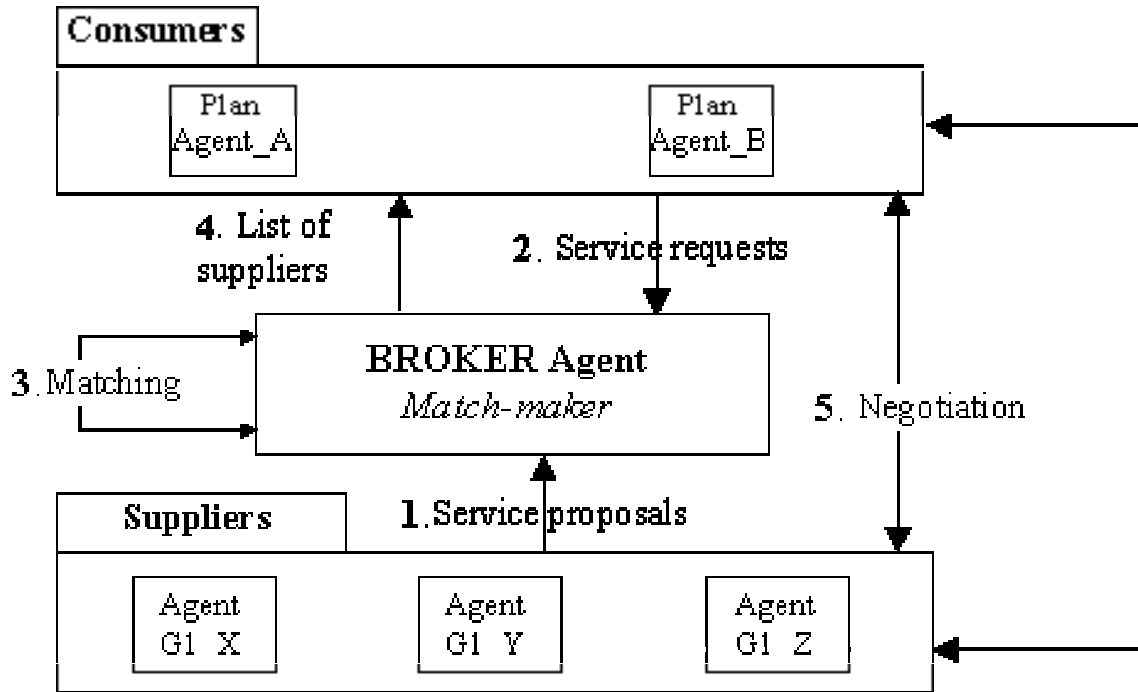 Consumers
Plan
Agent_A
Plan
Agent_B
4. List of
suppliers
2. Service requests
BROKER Agent
Match-maker
3. Matching
5. Negotiation
1. Service proposals
Suppliers
Agent
G1 X
Agent
G1 Y
Agent
G1 Z